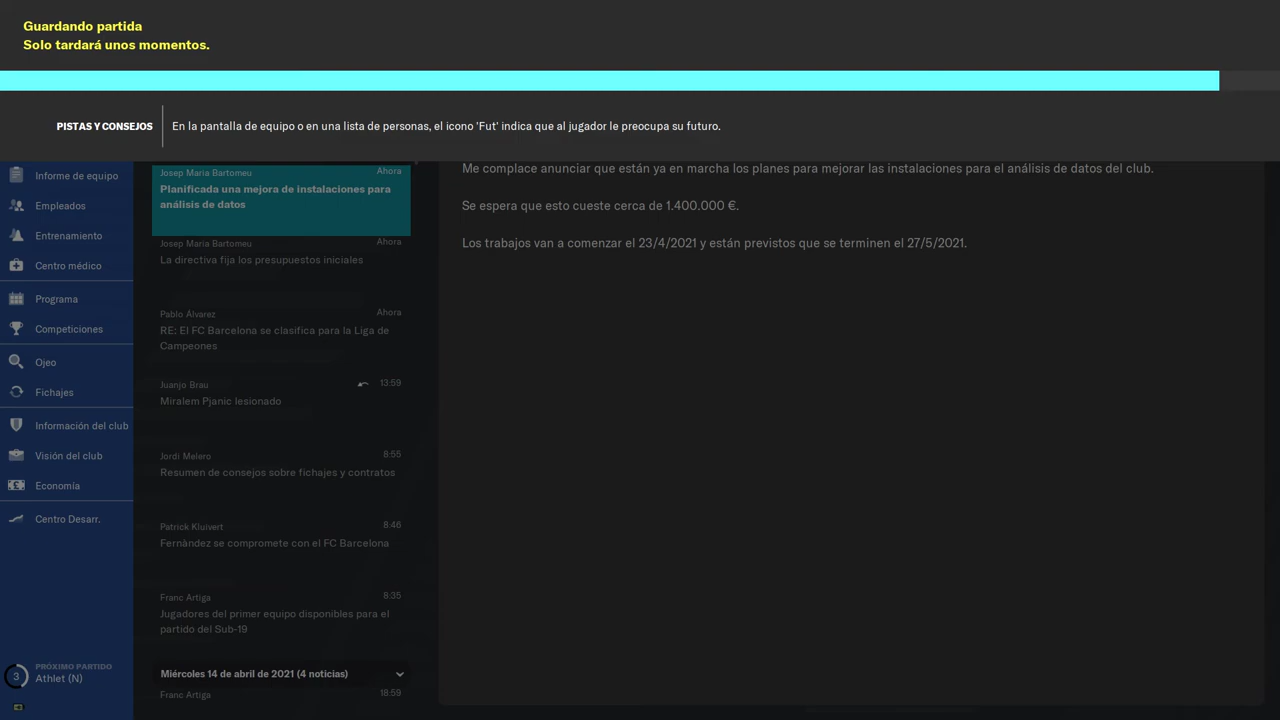 Guardando partida
Solo tardará unos momentos.
PISTAS Y CONSEJOS
En la pantalla de equipo o en una lista de personas, el icono 'Fut' indica que al jugador le preocupa su futuro.
Informe de equipo
Empleados
Entrenamiento
Centro médico
Programa
Competiciones
Ojeo
Fichajes
Información del club
Visión del club
Economía
Centro Desarr.
3
PRÓXIMO PARTIDO
Athlet (N)
Josep Maria Bartomeu Ahora
Planificada una mejora de instalaciones para
análisis de datos
Josep Maria Bartomeu Ahora
La directiva fija los presupuestos iniciales
Pablo Álvarez Ahora
RE: El FC Barcelona se clasifica para la Liga de
Campeones
Juanjo Brau 13:59
Miralem Pjanic lesionado
Jordi Melero 8:55
Resumen de consejos sobre fichajes y contratos
Patrick Kluivert 8:46
Fernàndez se compromete con el FC Barcelona
Franc Artiga 8:35
Jugadores del primer equipo disponibles para el
partido del Sub-19
Miércoles 14 de abril de 2021 (4 noticias)
Franc Artiga 18:59
Me complace anunciar que están ya en marcha los planes para mejorar las instalaciones para el análisis de datos del club.
Se espera que esto cueste cerca de 1.400.000 €.
Los trabajos van a comenzar el 23/4/2021 y están previstos que se terminen el 27/5/2021.